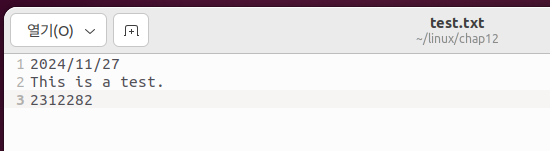 열기(O)
test.txt
~/linux/chap12
1 2024/11/27
2 This is a test.
3 2312282